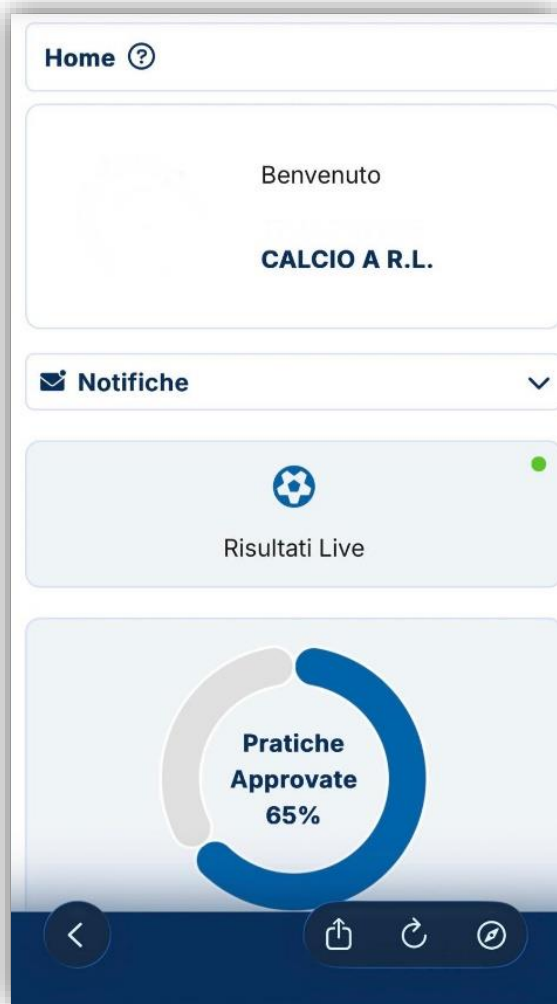 Home
Benvenuto
CALCIO A R.L.
Notifiche
Risultati Live
Pratiche
Approvate
65%